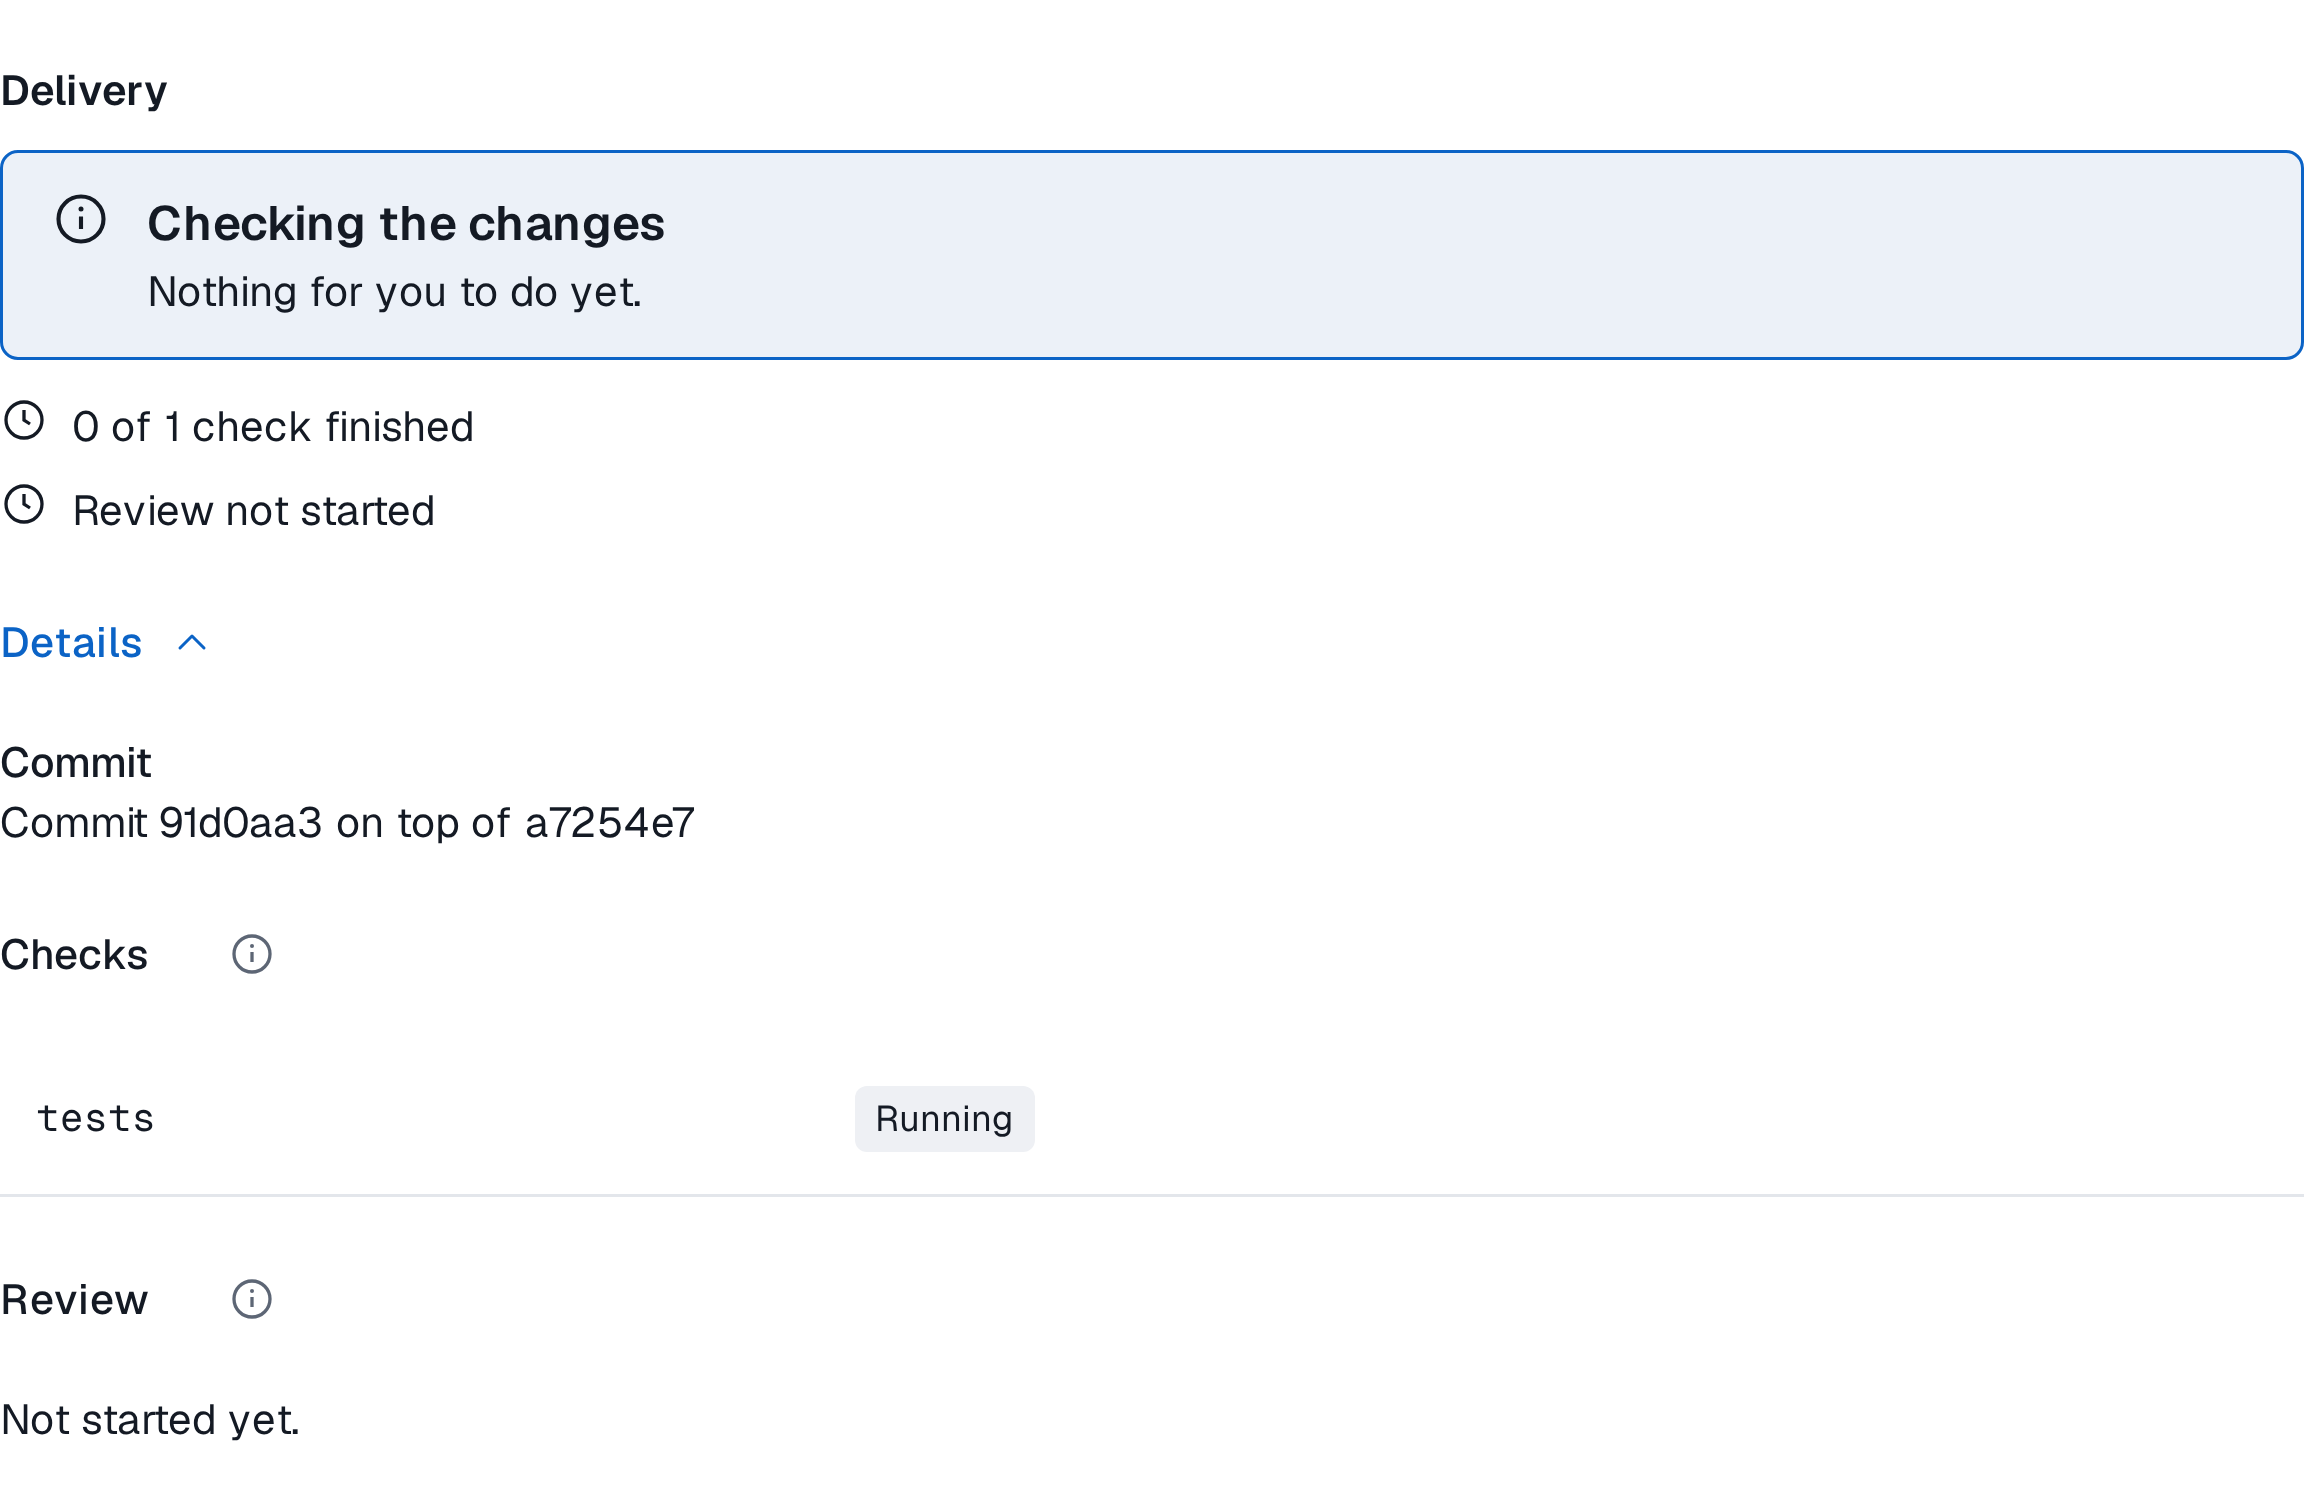 Delivery
Checking the changes
Nothing for you to do yet.
0 of 1 check finished
Review not started
Details
Commit
Commit 91d0aa3 on top of a7254e7
Checks
tests
Running
Review
Not started yet.